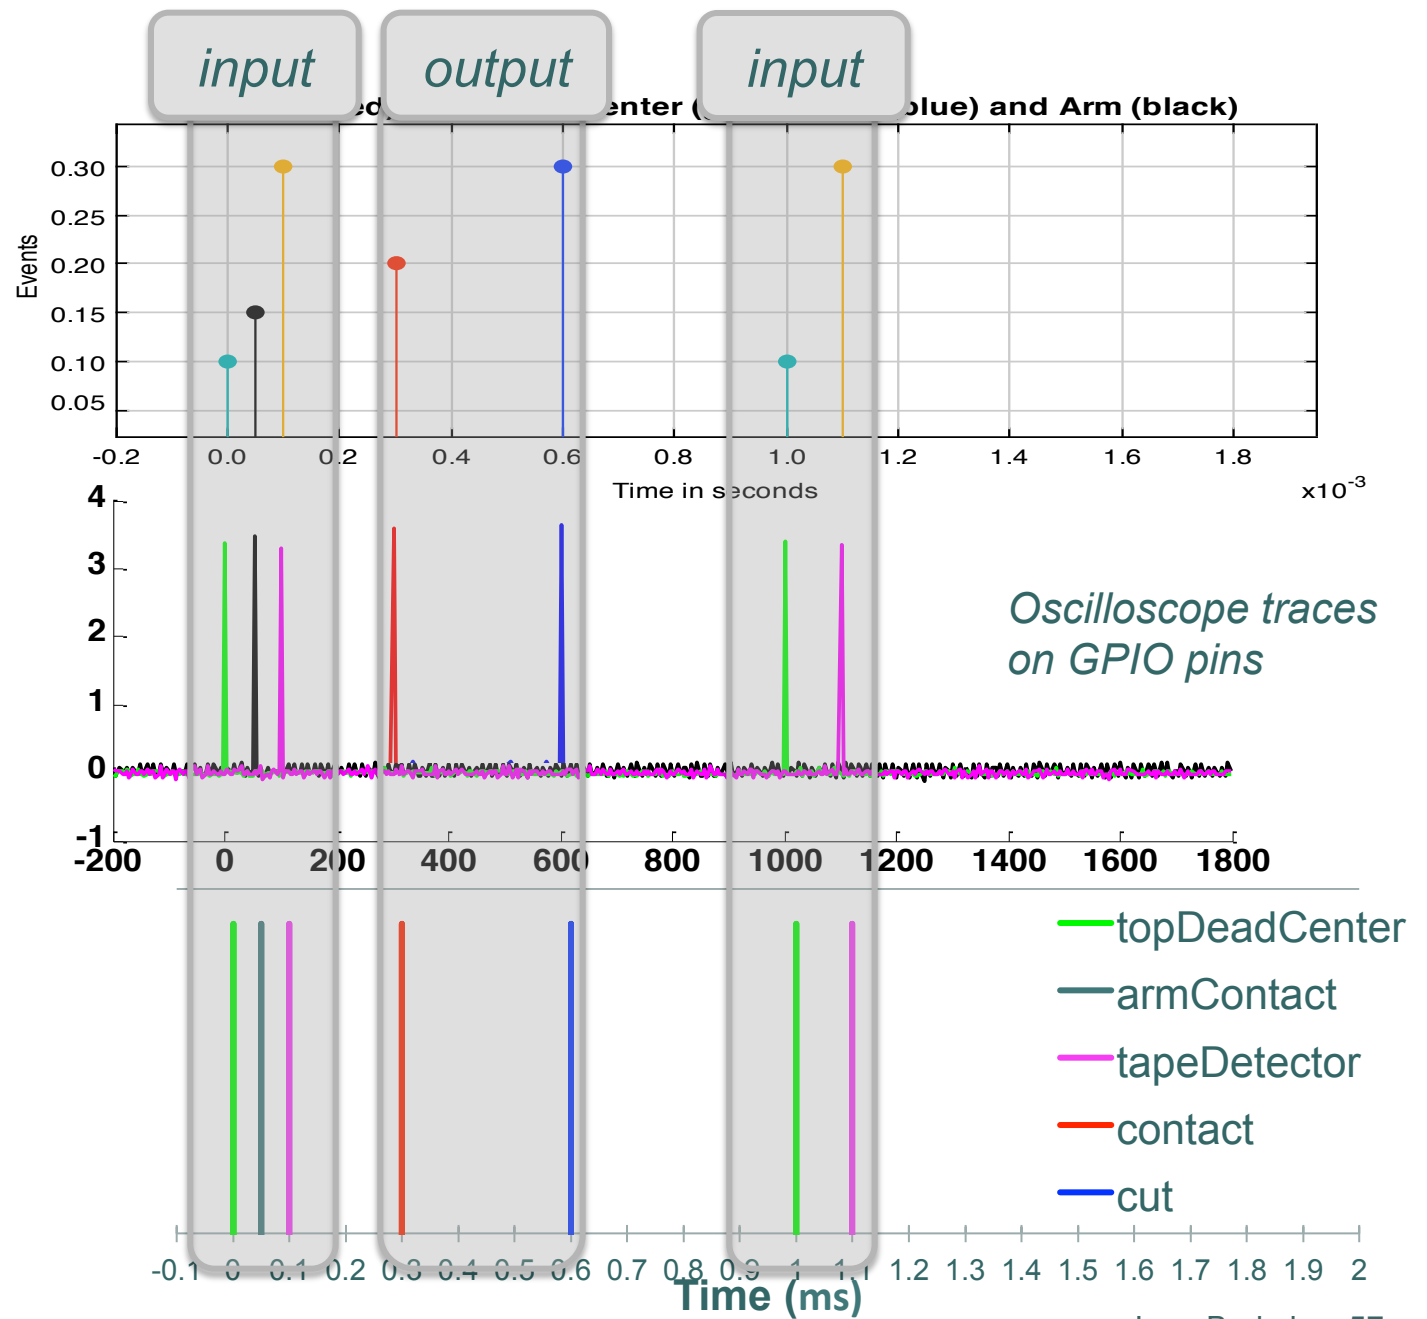 input output input
enter ( blue) and Arm (black)
0.30
0.25
0.20
0.15
0.10
0.05
Events
-0.2 0.0 0.2 0.4 0.6 0.8 1.0 1.2 1.4 1.6 1.8
Time in seconds x10-3
4
3
2
1
0
-1
Oscilloscope traces
on GPIO pins
-200 0 200 400 600 800 1000 1200 1400 1600 1800
topDeadCenter
armContact
tapeDetector
contact
cut
-0.1 0 0.1 0.2 0.3 0.4 0.5 0.6 0.7 0.8 0.9 1 1.1 1.2 1.3 1.4 1.5 1.6 1.7 1.8 1.9 2
Time (ms)